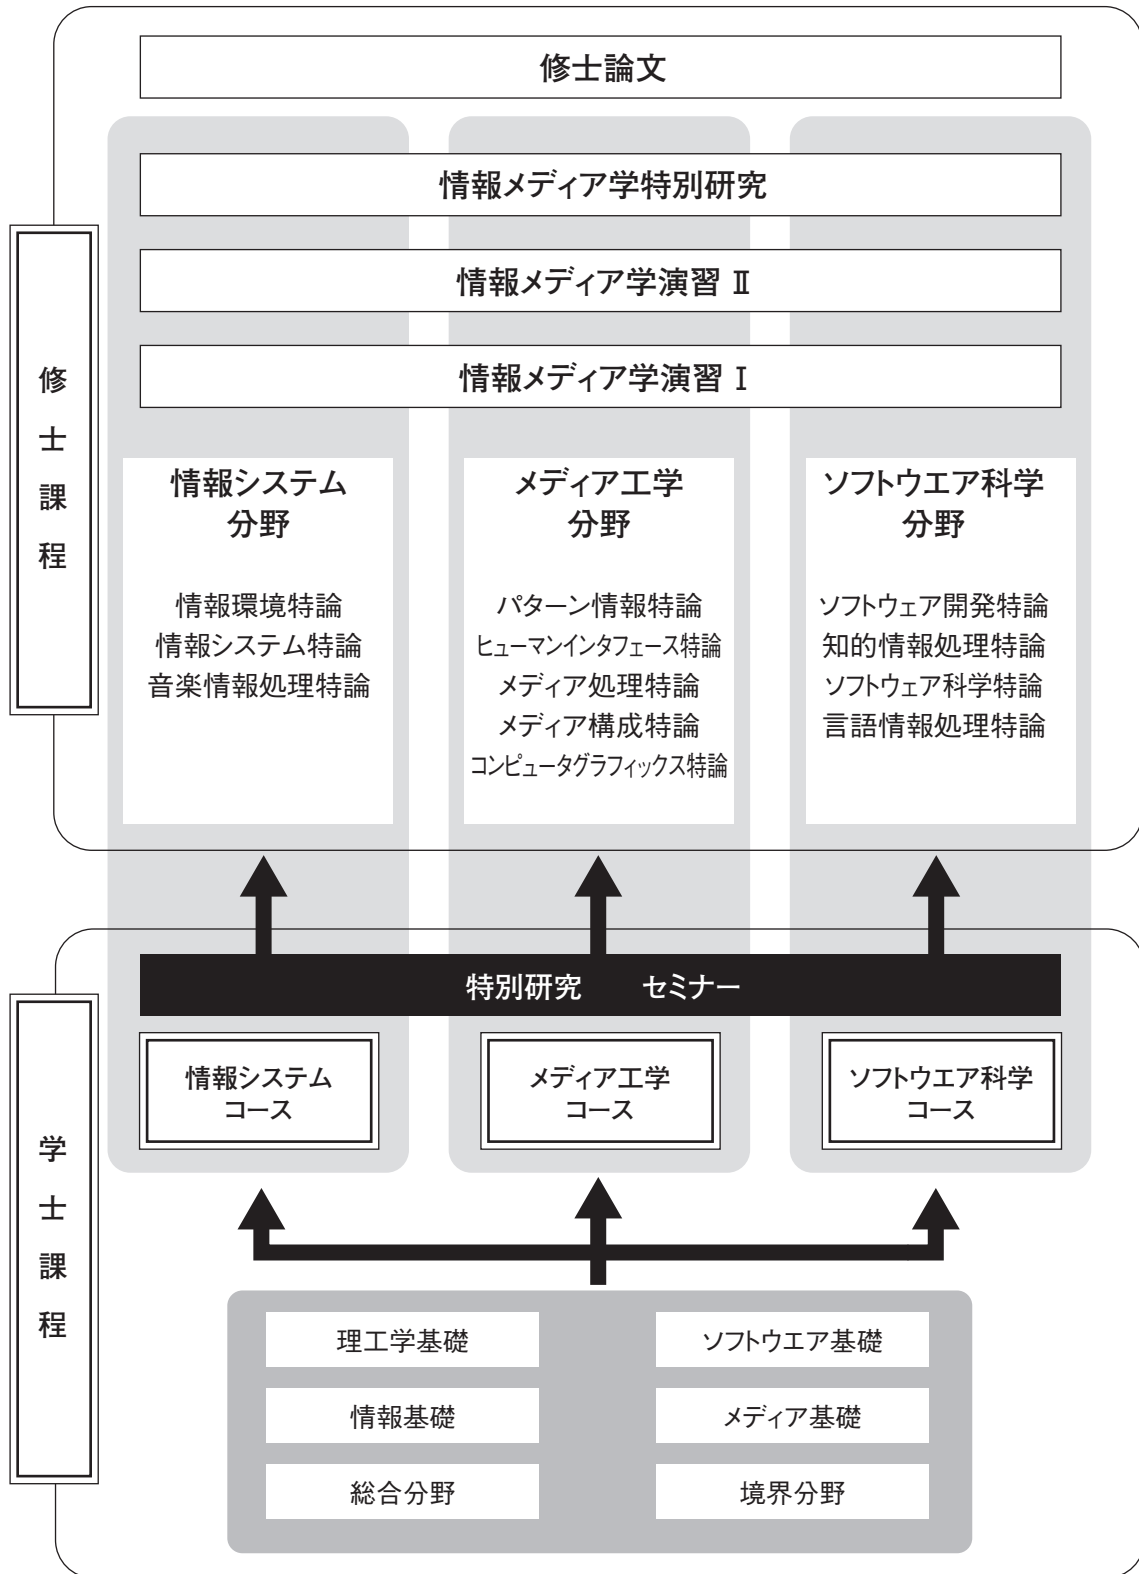 修士論文
情報メディア学特別研究
情報メディア学演習 Ⅱ
情報メディア学演習 Ⅰ
修士課程
情報システム
分野
情報環境特論
情報システム特論
音楽情報処理特論
メディア工学
分野
パターン情報特論
ヒューマンインタフェース特論
メディア処理特論
メディア構成特論
コンピュータグラフィックス特論
ソフトウエア科学
分野
ソフトウェア開発特論
知的情報処理特論
ソフトウェア科学特論
言語情報処理特論
特別研究 セミナー
学士課程
情報システム
コース
メディア工学
コース
ソフトウエア科学
コース
理工学基礎
ソフトウエア基礎
情報基礎
メディア基礎
総合分野
境界分野